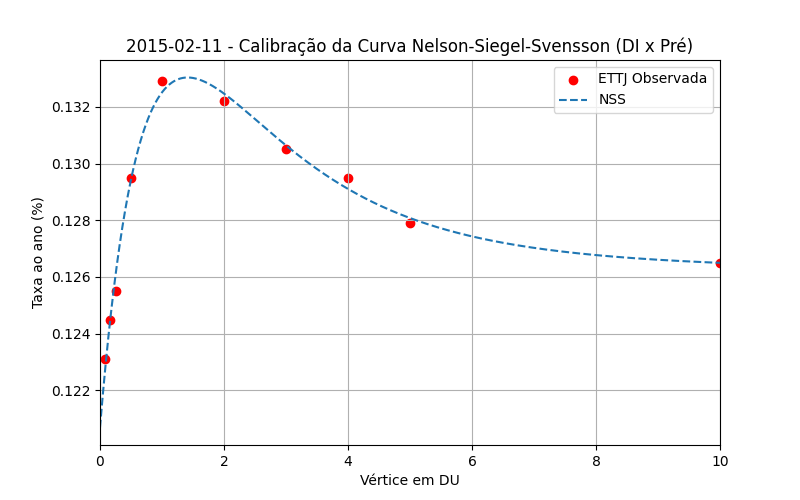 2015-02-11 - Calibração da Curva Nelson-Siegel-Svensson (DI x Pré)
ETTJ Observada
NSS
Taxa ao ano (%)
0.132
0.130
0.128
0.126
0.124
0.122
0 2 4 6 8 10
Vértice em DU